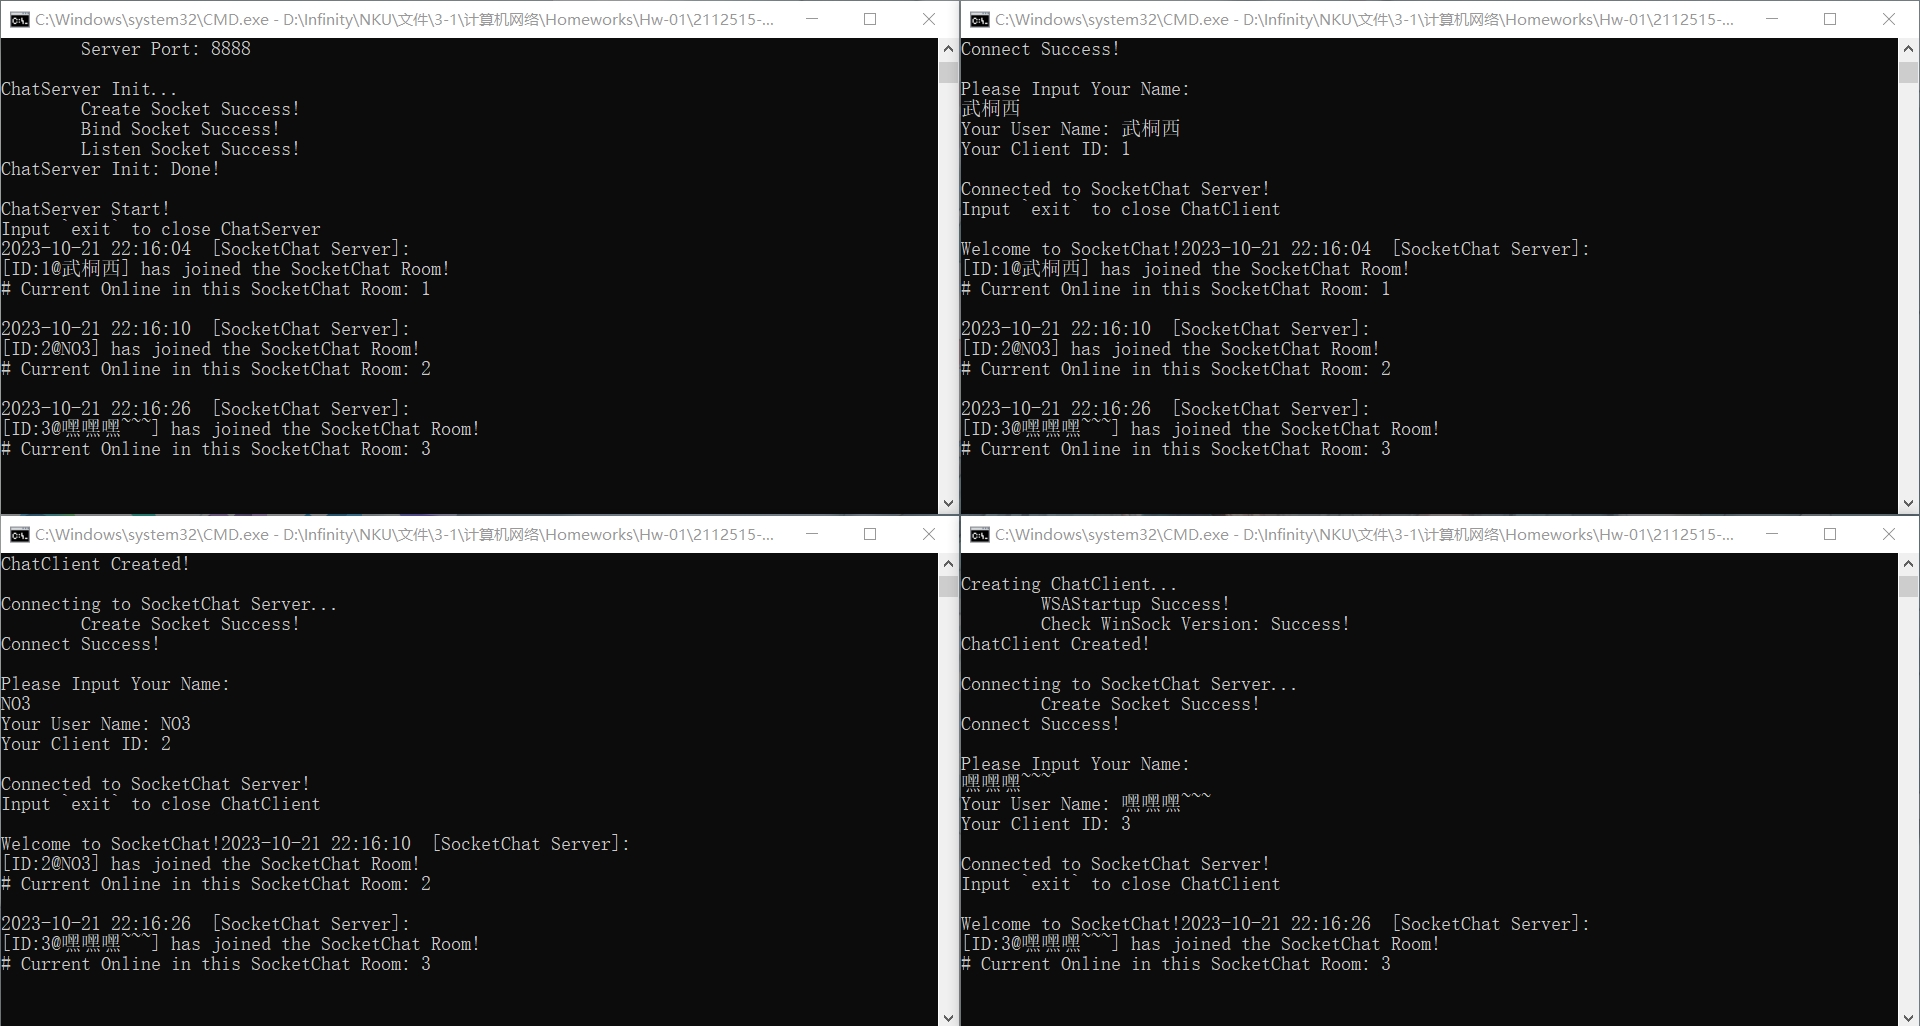 C:\Windows\system32\CMD.exe - D:\Infinity\NKU\文件\3-1\计算机网络\Homeworks\Hw-01\2112515-...
Server Port: 8888
ChatServer Init...
Create Socket Success!
Bind Socket Success!
Listen Socket Success!
ChatServer Init: Done!
ChatServer Start!
Input `exit` to close ChatServer
2023-10-21 22:16:04  [SocketChat Server]:
[ID:1@武桐西] has joined the SocketChat Room!
# Current Online in this SocketChat Room: 1
2023-10-21 22:16:10  [SocketChat Server]:
[ID:2@NO3] has joined the SocketChat Room!
# Current Online in this SocketChat Room: 2
2023-10-21 22:16:26  [SocketChat Server]:
[ID:3@嘿嘿嘿~~~] has joined the SocketChat Room!
# Current Online in this SocketChat Room: 3
C:\Windows\system32\CMD.exe - D:\Infinity\NKU\文件\3-1\计算机网络\Homeworks\Hw-01\2112515-...
Connect Success!
Please Input Your Name:
武桐西
Your User Name: 武桐西
Your Client ID: 1
Connected to SocketChat Server!
Input `exit` to close ChatClient
Welcome to SocketChat!2023-10-21 22:16:04  [SocketChat Server]:
[ID:1@武桐西] has joined the SocketChat Room!
# Current Online in this SocketChat Room: 1
2023-10-21 22:16:10  [SocketChat Server]:
[ID:2@NO3] has joined the SocketChat Room!
# Current Online in this SocketChat Room: 2
2023-10-21 22:16:26  [SocketChat Server]:
[ID:3@嘿嘿嘿~~~] has joined the SocketChat Room!
# Current Online in this SocketChat Room: 3
C:\Windows\system32\CMD.exe - D:\Infinity\NKU\文件\3-1\计算机网络\Homeworks\Hw-01\2112515-...
ChatClient Created!
Connecting to SocketChat Server...
Create Socket Success!
Connect Success!
Please Input Your Name:
NO3
Your User Name: NO3
Your Client ID: 2
Connected to SocketChat Server!
Input `exit` to close ChatClient
Welcome to SocketChat!2023-10-21 22:16:10  [SocketChat Server]:
[ID:2@NO3] has joined the SocketChat Room!
# Current Online in this SocketChat Room: 2
2023-10-21 22:16:26  [SocketChat Server]:
[ID:3@嘿嘿嘿~~~] has joined the SocketChat Room!
# Current Online in this SocketChat Room: 3
C:\Windows\system32\CMD.exe - D:\Infinity\NKU\文件\3-1\计算机网络\Homeworks\Hw-01\2112515-...
Creating ChatClient...
WSAStartup Success!
Check WinSock Version: Success!
ChatClient Created!
Connecting to SocketChat Server...
Create Socket Success!
Connect Success!
Please Input Your Name:
嘿嘿嘿~~~
Your User Name: 嘿嘿嘿~~~
Your Client ID: 3
Connected to SocketChat Server!
Input `exit` to close ChatClient
Welcome to SocketChat!2023-10-21 22:16:26  [SocketChat Server]:
[ID:3@嘿嘿嘿~~~] has joined the SocketChat Room!
# Current Online in this SocketChat Room: 3